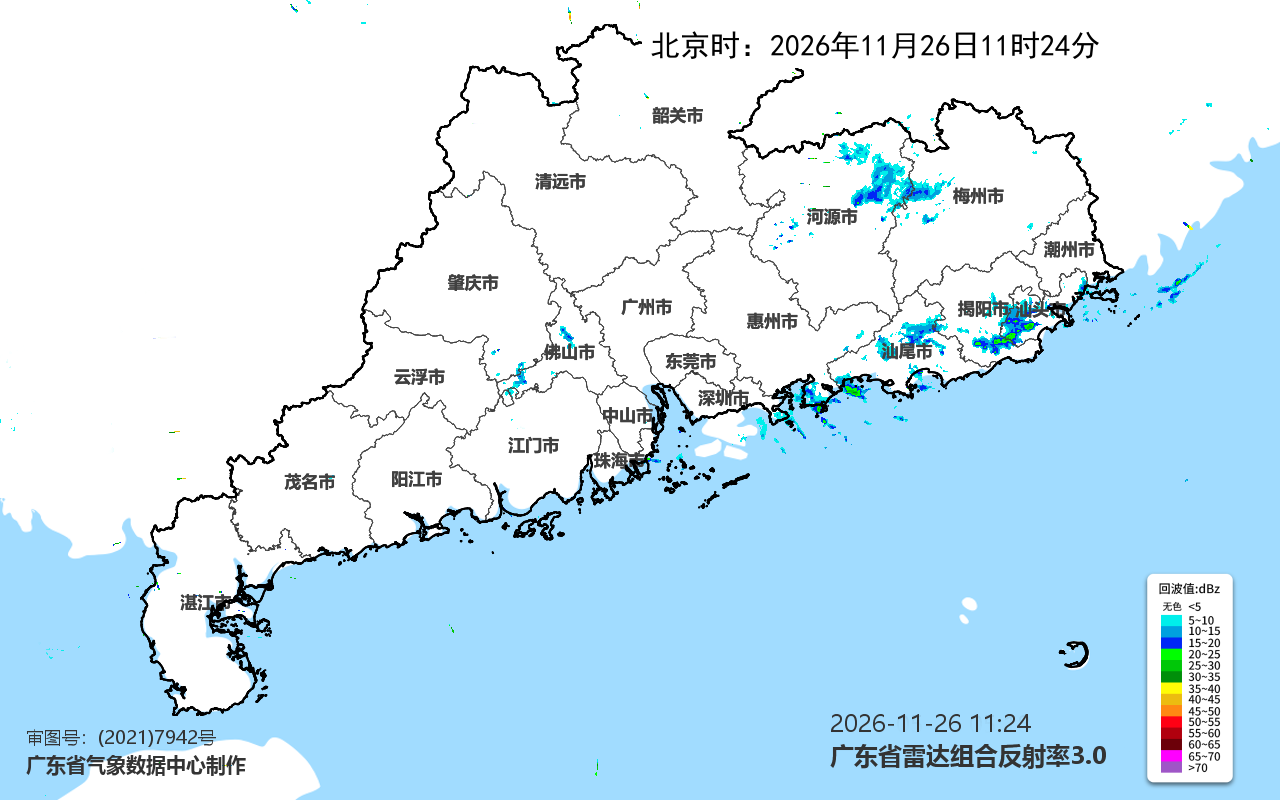 北京时：2026年11月26日11时24分
韶关市
清远市
梅州市
河源市
潮州市
肇庆市
广州市
揭阳市
汕头市
惠州市
佛山市
汕尾市
东莞市
云浮市
深圳市
中山市
江门市
珠海市
阳江市
茂名市
湛江市
回波值:dBz
无色 <5
5~10
10~15
15~20
20~25
25~30
30~35
35~40
40~45
45~50
50~55
55~60
60~65
65~70
>70
2026-11-26 11:24
广东省雷达组合反射率3.0
审图号：(2021)7942号
广东省气象数据中心制作